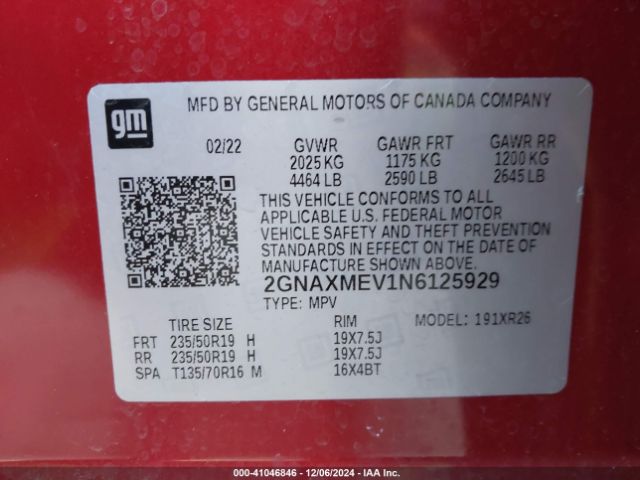 gm
MFD BY GENERAL MOTORS OF CANADA COMPANY
02/22 GVWR GAWR FRT GAWR RR
2025 KG 1175 KG 1200 KG
4464 LB 2590 LB 2645 LB
THIS VEHICLE CONFORMS TO ALL
APPLICABLE U.S. FEDERAL MOTOR
VEHICLE SAFETY AND THEFT PREVENTION
STANDARDS IN EFFECT ON THE DATE OF
MANUFACTURE SHOWN ABOVE.
2GNAXMEV1N6125929
TYPE: MPV MODEL: 191XR26
TIRE SIZE RIM
FRT 235/50R19 H 19X7.5J
RR 235/50R19 H 19X7.5J
SPA T135/70R16 M 16X4BT
000-41046846 - 12/06/2024 - IAA Inc.